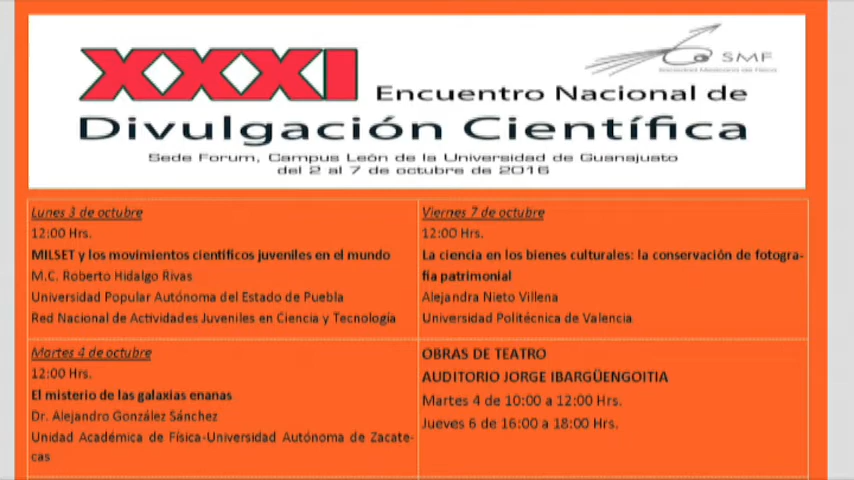 XXXI
SMF
Sociedad Mexicana de Física
Encuentro Nacional de
Divulgación Científica
Sede Forum, Campus León de la Universidad de Guanajuato
del 2 al 7 de octubre de 2016
Lunes 3 de octubre
12:00 Hrs.
MILSET y los movimientos científicos juveniles en el mundo
M.C. Roberto Hidalgo Rivas
Universidad Popular Autónoma del Estado de Puebla
Red Nacional de Actividades Juveniles en Ciencia y Tecnología
Viernes 7 de octubre
12:00 Hrs.
La ciencia en los bienes culturales: la conservación de fotogra-
fia patrimonial
Alejandra Nieto Villena
Universidad Politécnica de Valencia
Martes 4 de octubre
12:00 Hrs.
El misterio de las galaxias enanas
Dr. Alejandro González Sánchez
Unidad Académica de Física-Universidad Autónoma de Zacate-
cas
OBRAS DE TEATRO
AUDITORIO JORGE IBARGÜENGOITIA
Martes 4 de 10:00 a 12:00 Hrs.
Jueves 6 de 16:00 a 18:00 Hrs.